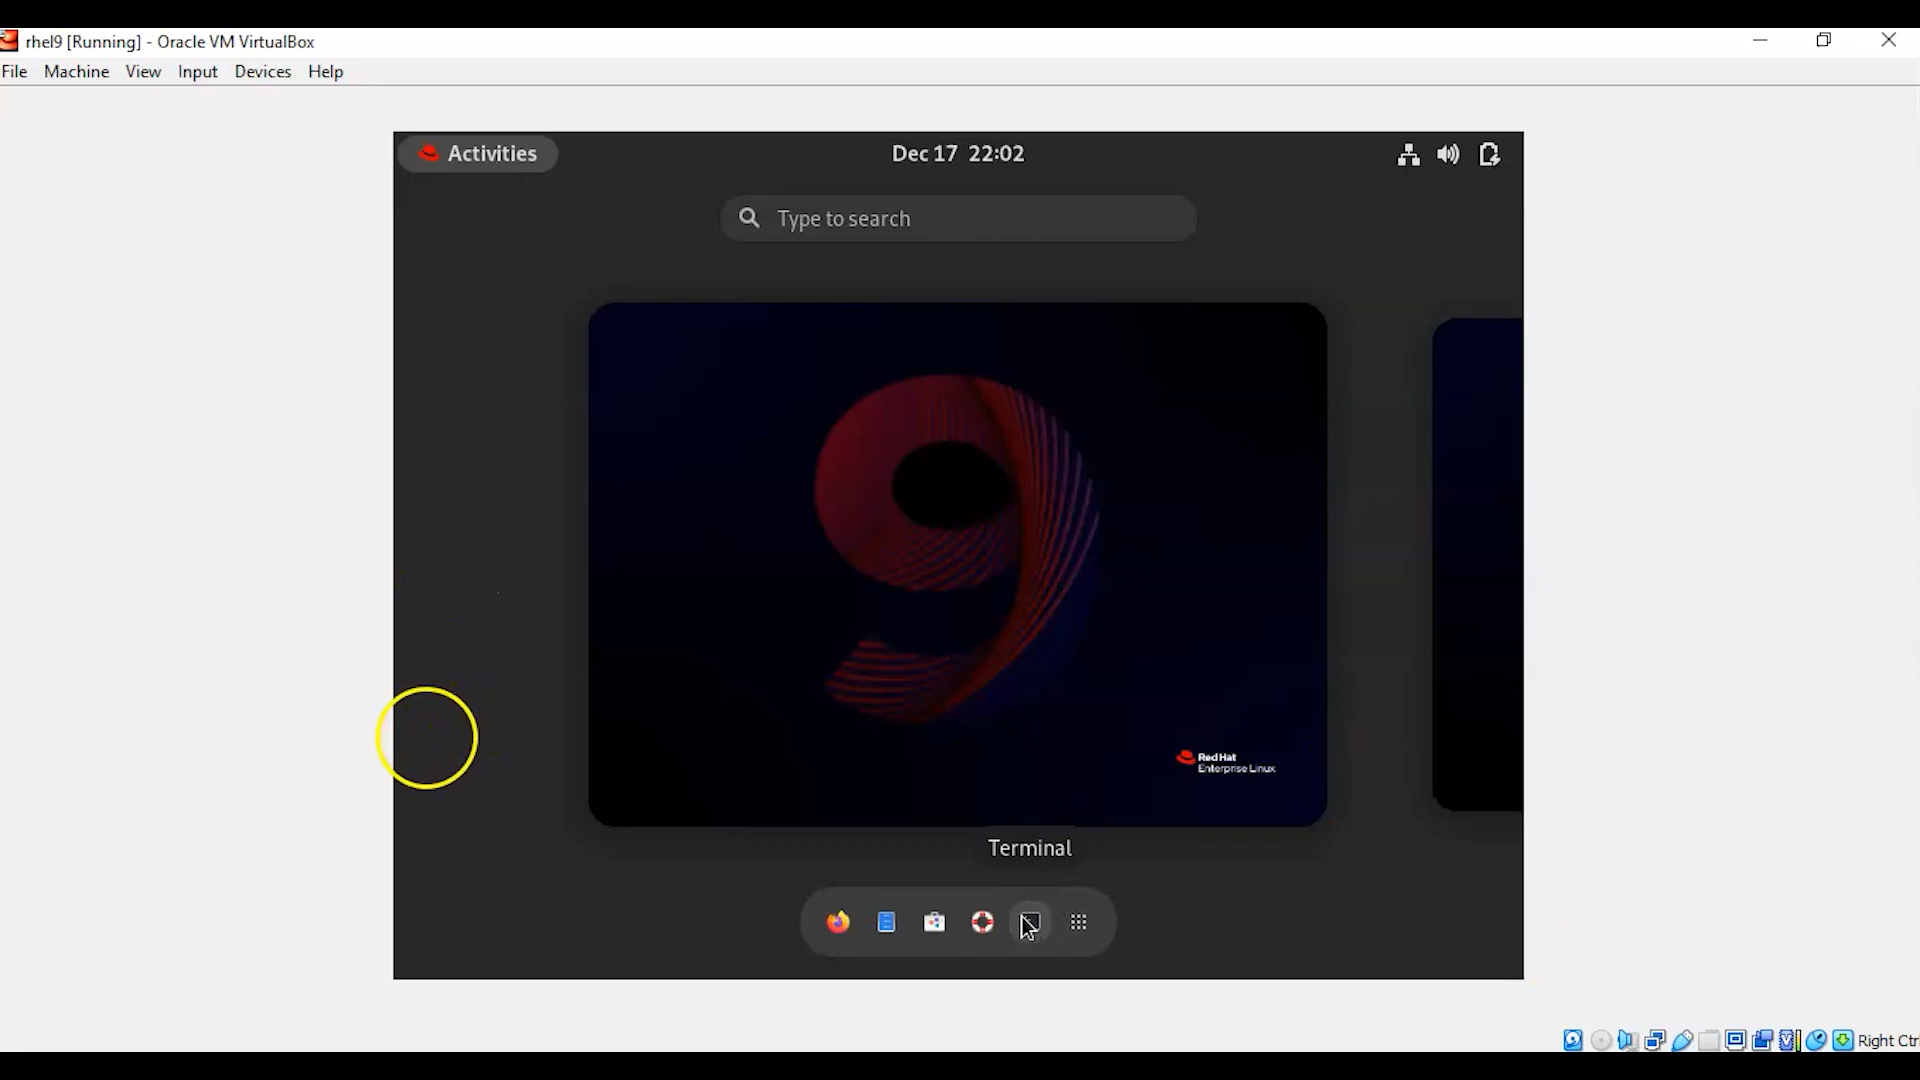 rhel9 [Running] - Oracle VM VirtualBox
File Machine View Input Devices Help
Activities
Dec 17 22:02
Type to search
Red Hat
Enterprise Linux
Terminal
Right Ctrl